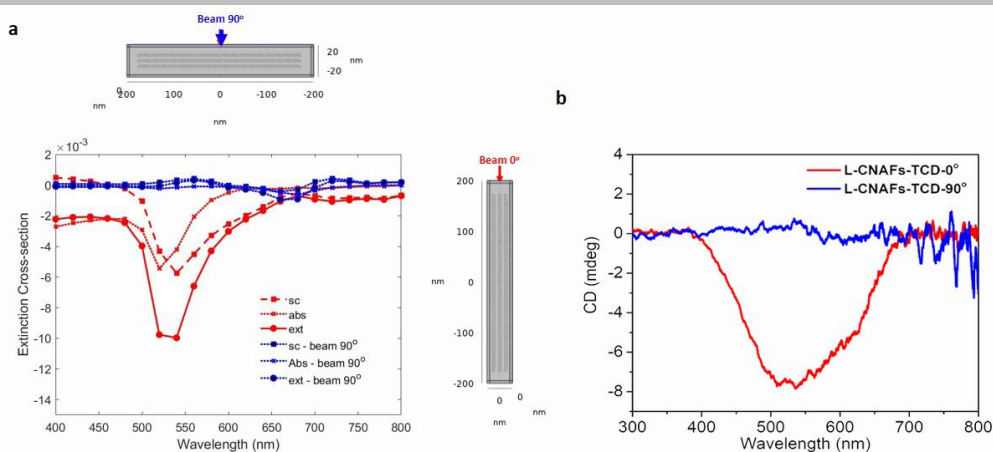 a
Beam 90°
20
-20
nm
0
200 100 0 -100 -200
nm
nm
b
×10⁻³
2
0
-2
-4
-6
-8
-10
-12
-14
Extinction Cross-section
sc
abs
ext
sc - beam 90°
Abs - beam 90°
ext - beam 90°
400 450 500 550 600 650 700 750 800
Wavelength (nm)
Beam 0°
200
100
nm
0
-100
-200
0 0
nm
nm
4
2
0
-2
-4
-6
-8
CD (mdeg)
L-CNAFs-TCD-0°
L-CNAFs-TCD-90°
300 400 500 600 700 800
Wavelength (nm)